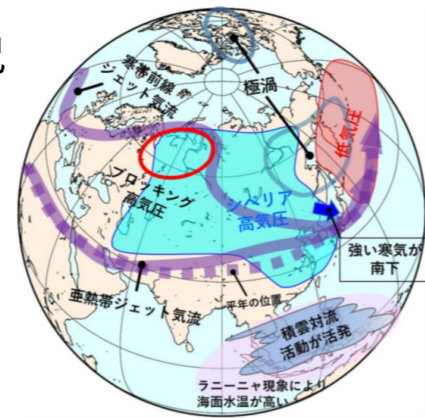 寒帯前線
ジェット気流
極渦
低気圧
ブロッキング
高気圧
シベリア
高気圧
強い寒気が
南下
亜熱帯ジェット気流
平年の位置
積雲対流
活動が活発
ラニーニャ現象により
海面水温が高い